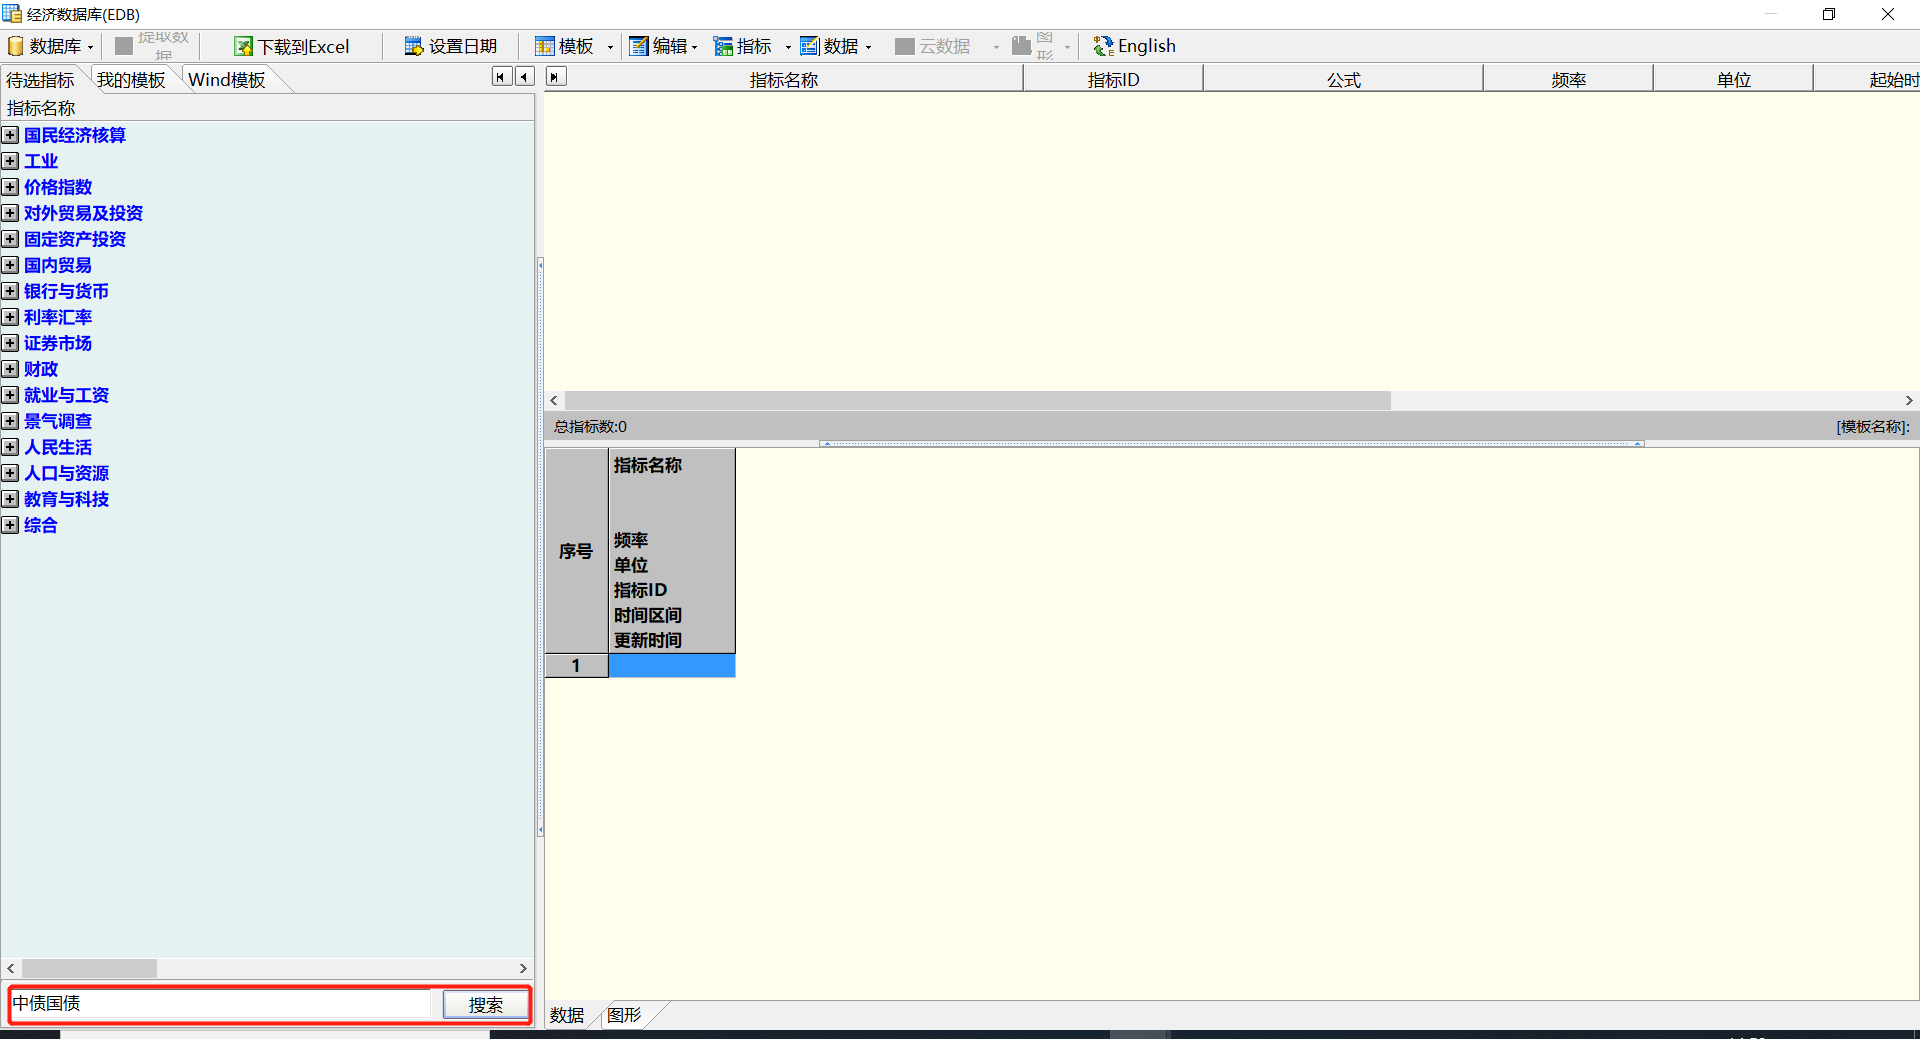 经济数据库(EDB)
数据库 提取数据 下载到Excel 设置日期 模板 编辑 指标 数据 云数据 图形 English
待选指标 我的模板 Wind模板
指标名称 指标ID 公式 频率 单位 起始时
指标名称
国民经济核算
工业
价格指数
对外贸易及投资
固定资产投资
国内贸易
银行与货币
利率汇率
证券市场
财政
就业与工资
景气调查
人民生活
人口与资源
教育与科技
综合
总指标数:0 [模板名称]:
指标名称
频率
序号
单位
指标ID
时间区间
更新时间
1
中债国债 搜索
数据 图形